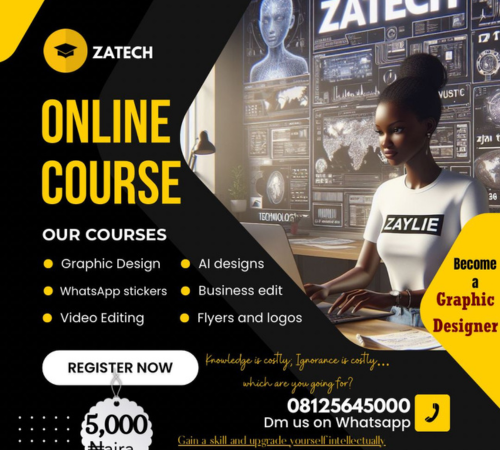 ZATECH
ZATECH
ONLINE
COURSE
OUR COURSES
Graphic Design
AI designs
WhatsApp stickers
Business edit
Video Editing
Flyers and logos
ZAYLIE
Become
a
Graphic
Designer
REGISTER NOW
Knowledge is costly, Ignorance is costly...
which are you going for?
5,000
Naira
08125645000
Dm us on Whatsapp
Gain a skill and upgrade yourself intellectually